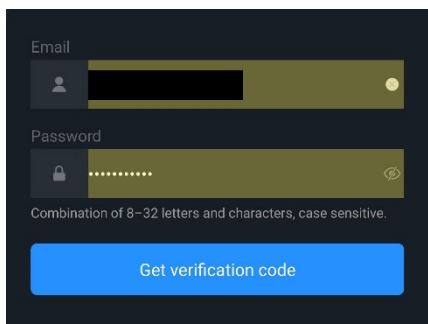 Email
Password
•••••••••••
Combination of 8–32 letters and characters, case sensitive.
Get verification code